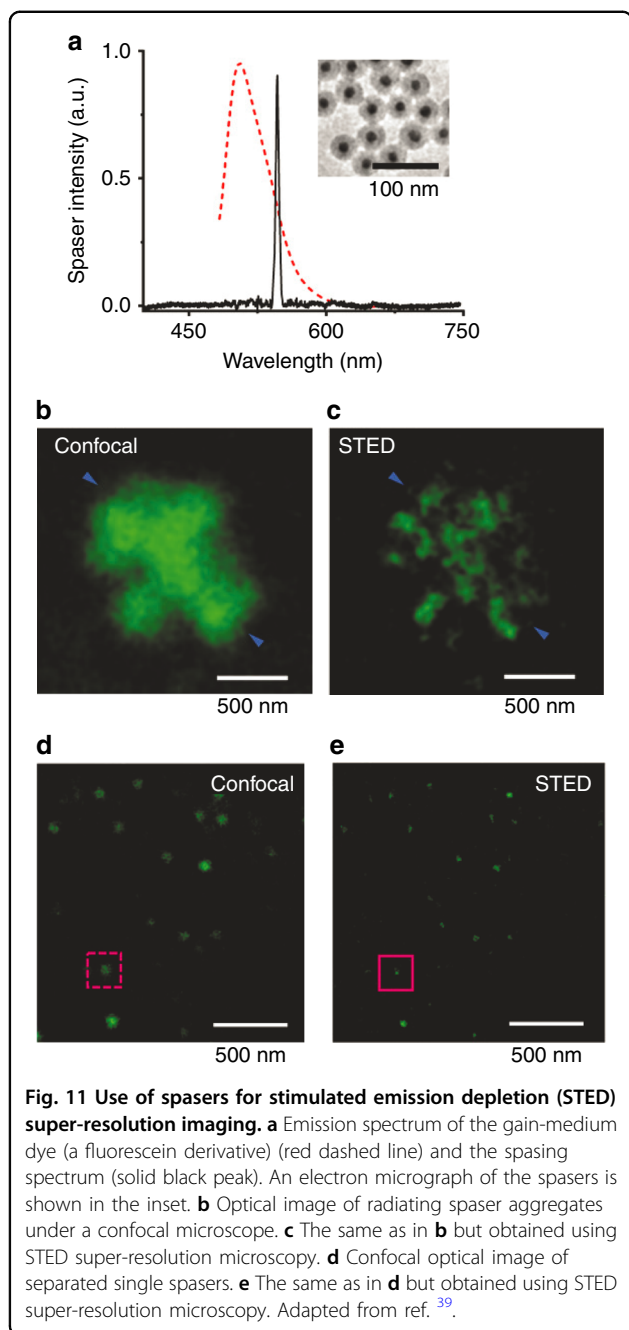 a
1.0
0.5
0.0
Spaser intensity (a.u.)
100 nm
450 600 750
Wavelength (nm)
b
Confocal
500 nm
c
STED
500 nm
d
Confocal
500 nm
e
STED
500 nm
Fig. 11 Use of spasers for stimulated emission depletion (STED)
super-resolution imaging. a Emission spectrum of the gain-medium
dye (a fluorescein derivative) (red dashed line) and the spasing
spectrum (solid black peak). An electron micrograph of the spasers is
shown in the inset. b Optical image of radiating spaser aggregates
under a confocal microscope. c The same as in b but obtained using
STED super-resolution microscopy. d Confocal optical image of
separated single spasers. e The same as in d but obtained using STED
super-resolution microscopy. Adapted from ref. 39.